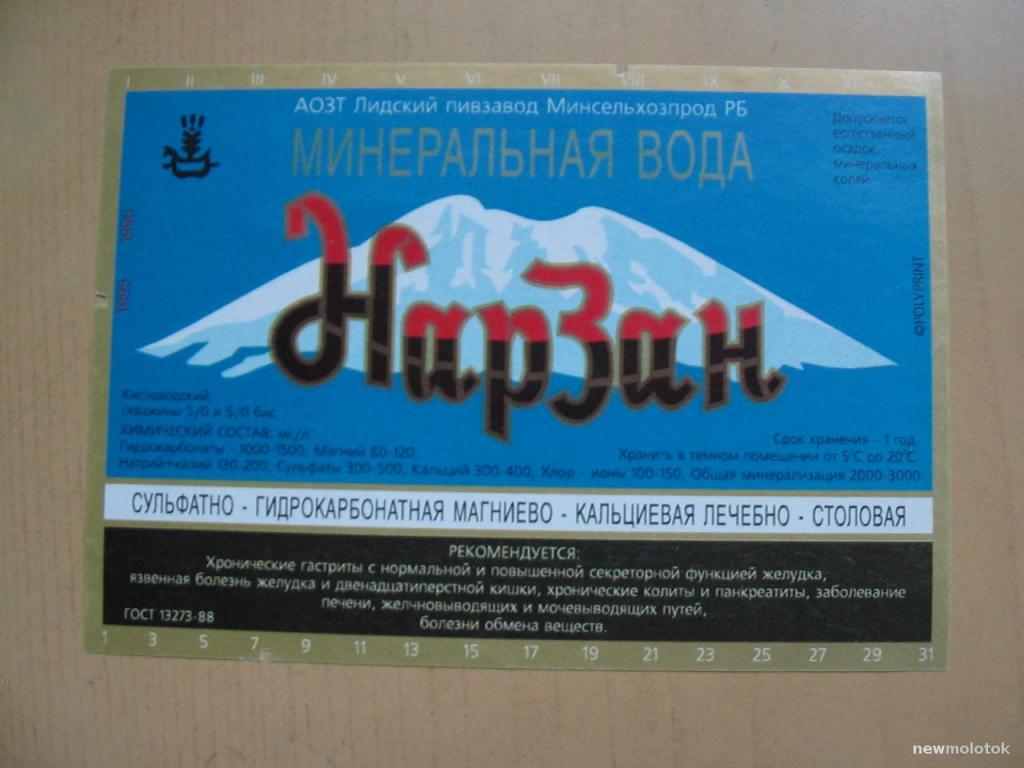 I II III IV V VI VII VIII IX X
АОЗТ Лидский пивзавод Минсельхозпрод РБ
МИНЕРАЛЬНАЯ ВОДА
Допускается
естественный
осадок
минеральных
солей
1996
1995
НарЗан
©POLYPRINT
Кисловодский,
скважины 5/0 и 5/0 бис
ХИМИЧЕСКИЙ СОСТАВ: мг/л.
Гидрокарбонаты - 1000-1500, Магний 80-120,
Натрий+калий 130-200, Сульфаты 300-500, Кальций 300-400, Хлор - ионы 100-150, Общая минерализация 2000-3000
Срок хранения - 1 год.
Хранить в темном помещении от 5°С до 20°С.
СУЛЬФАТНО - ГИДРОКАРБОНАТНАЯ МАГНИЕВО - КАЛЬЦИЕВАЯ ЛЕЧЕБНО - СТОЛОВАЯ
РЕКОМЕНДУЕТСЯ:
Хронические гастриты с нормальной и повышенной секреторной функцией желудка,
язвенная болезнь желудка и двенадцатиперстной кишки, хронические колиты и панкреатиты, заболевание
печени, желчновыводящих и мочевыводящих путей,
болезни обмена веществ.
ГОСТ 13273-88
1 3 5 7 9 11 13 15 17 19 21 23 25 27 29 31
newmolotok